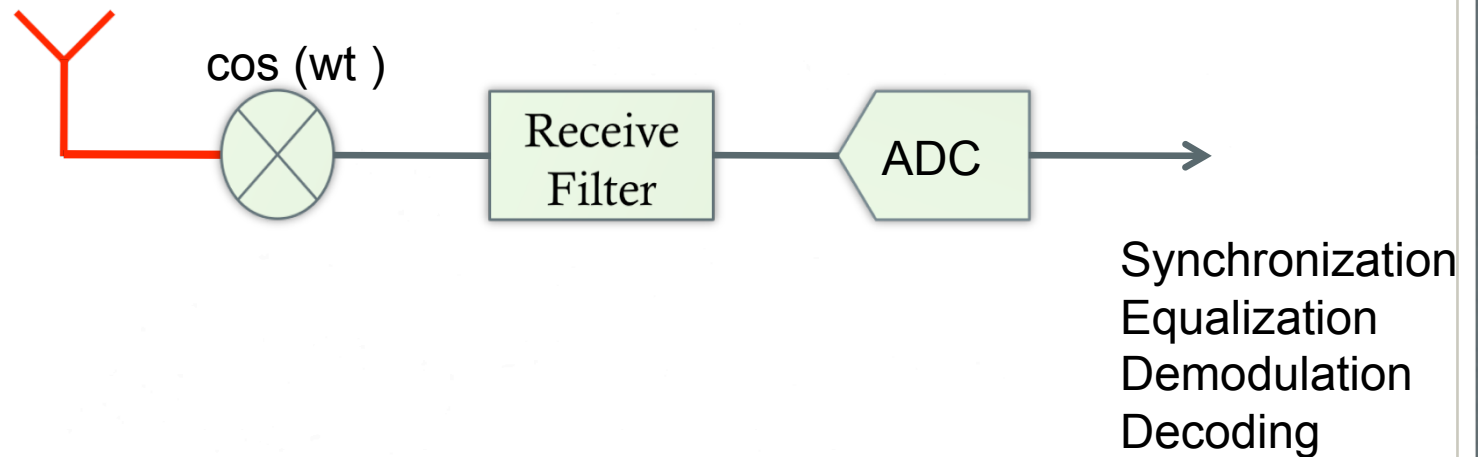 cos (wt )
Receive
Filter
ADC
Synchronization
Equalization
Demodulation
Decoding